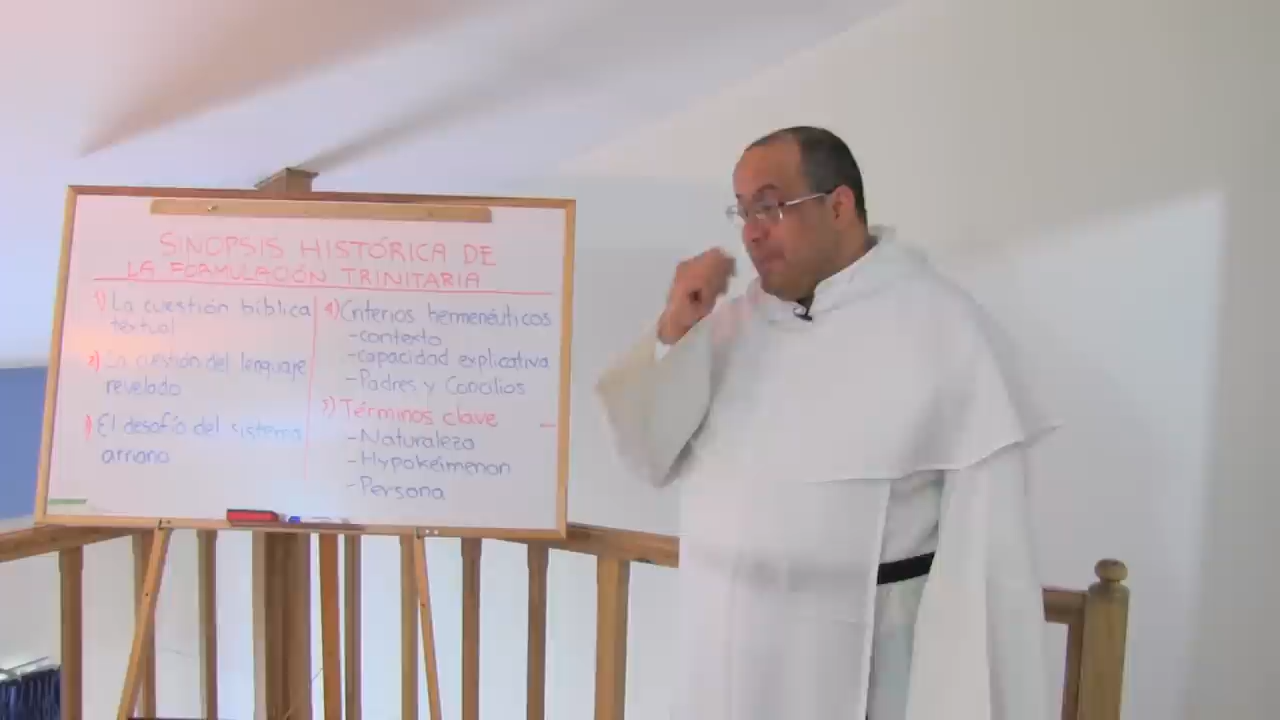 SINOPSIS HISTÓRICA DE
LA FORMULACIÓN TRINITARIA
1) La cuestión bíblica
textual
2) La cuestión del lenguaje
revelado
3) El desafío del sistema
arriano
4) Criterios hermenéuticos
-contexto
-capacidad explicativa
-Padres y Concilios
5) Términos clave
-Naturaleza
-Hypokeimenon
-Persona